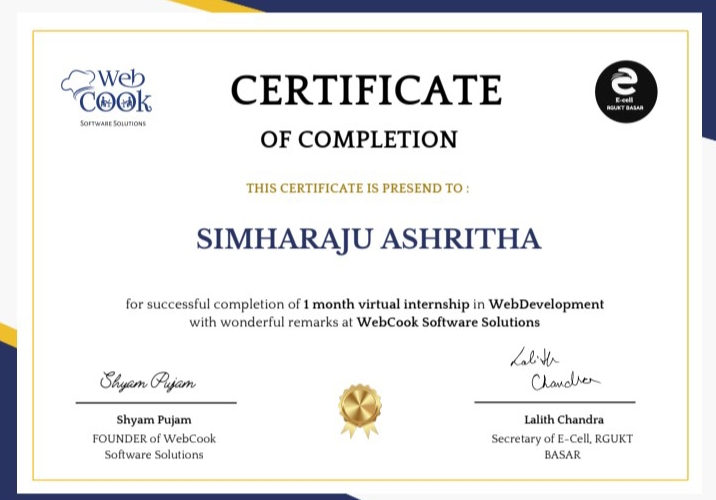 Web
COOK
SOFTWARE SOLUTIONS
CERTIFICATE
OF COMPLETION
E-cell
RGUKT BASAR
THIS CERTIFICATE IS PRESEND TO :
SIMHARAJU ASHRITHA
for successful completion of 1 month virtual internship in WebDevelopment
with wonderful remarks at WebCook Software Solutions
Shyam Pujam
Lalith
Chandra
Shyam Pujam
FOUNDER of WebCook
Software Solutions
Lalith Chandra
Secretary of E-Cell, RGUKT
BASAR